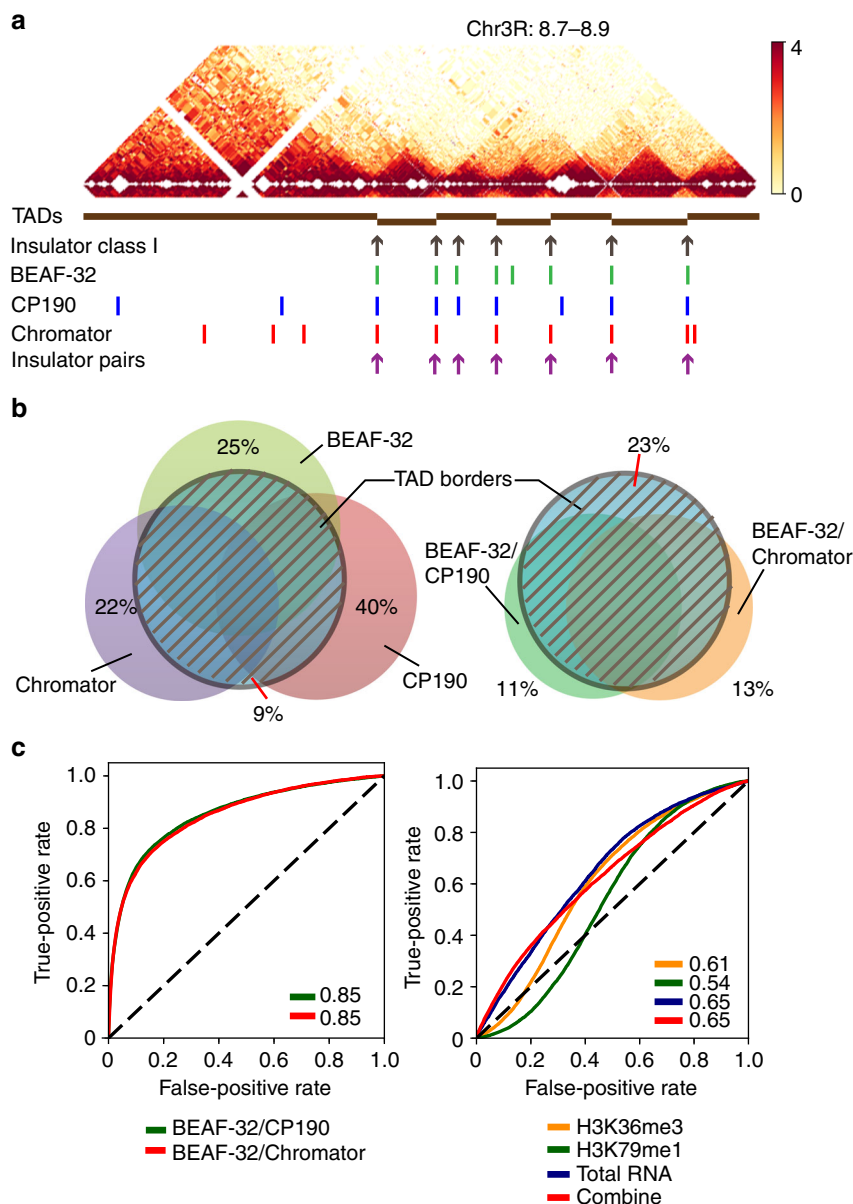 a
Chr3R: 8.7–8.9
4
0
TADs
Insulator class I
BEAF-32
CP190
Chromator
Insulator pairs
b
25%
BEAF-32
TAD borders
22%
40%
Chromator
CP190
9%
23%
BEAF-32/
CP190
BEAF-32/
Chromator
11%
13%
c
True-positive rate
1.0
0.8
0.6
0.4
0.2
0
0.85
0.85
0
0.2
0.4
0.6
0.8
1.0
False-positive rate
BEAF-32/CP190
BEAF-32/Chromator
True-positive rate
1.0
0.8
0.6
0.4
0.2
0
0.61
0.54
0.65
0.65
0
0.2
0.4
0.6
0.8
1.0
False-positive rate
H3K36me3
H3K79me1
Total RNA
Combine